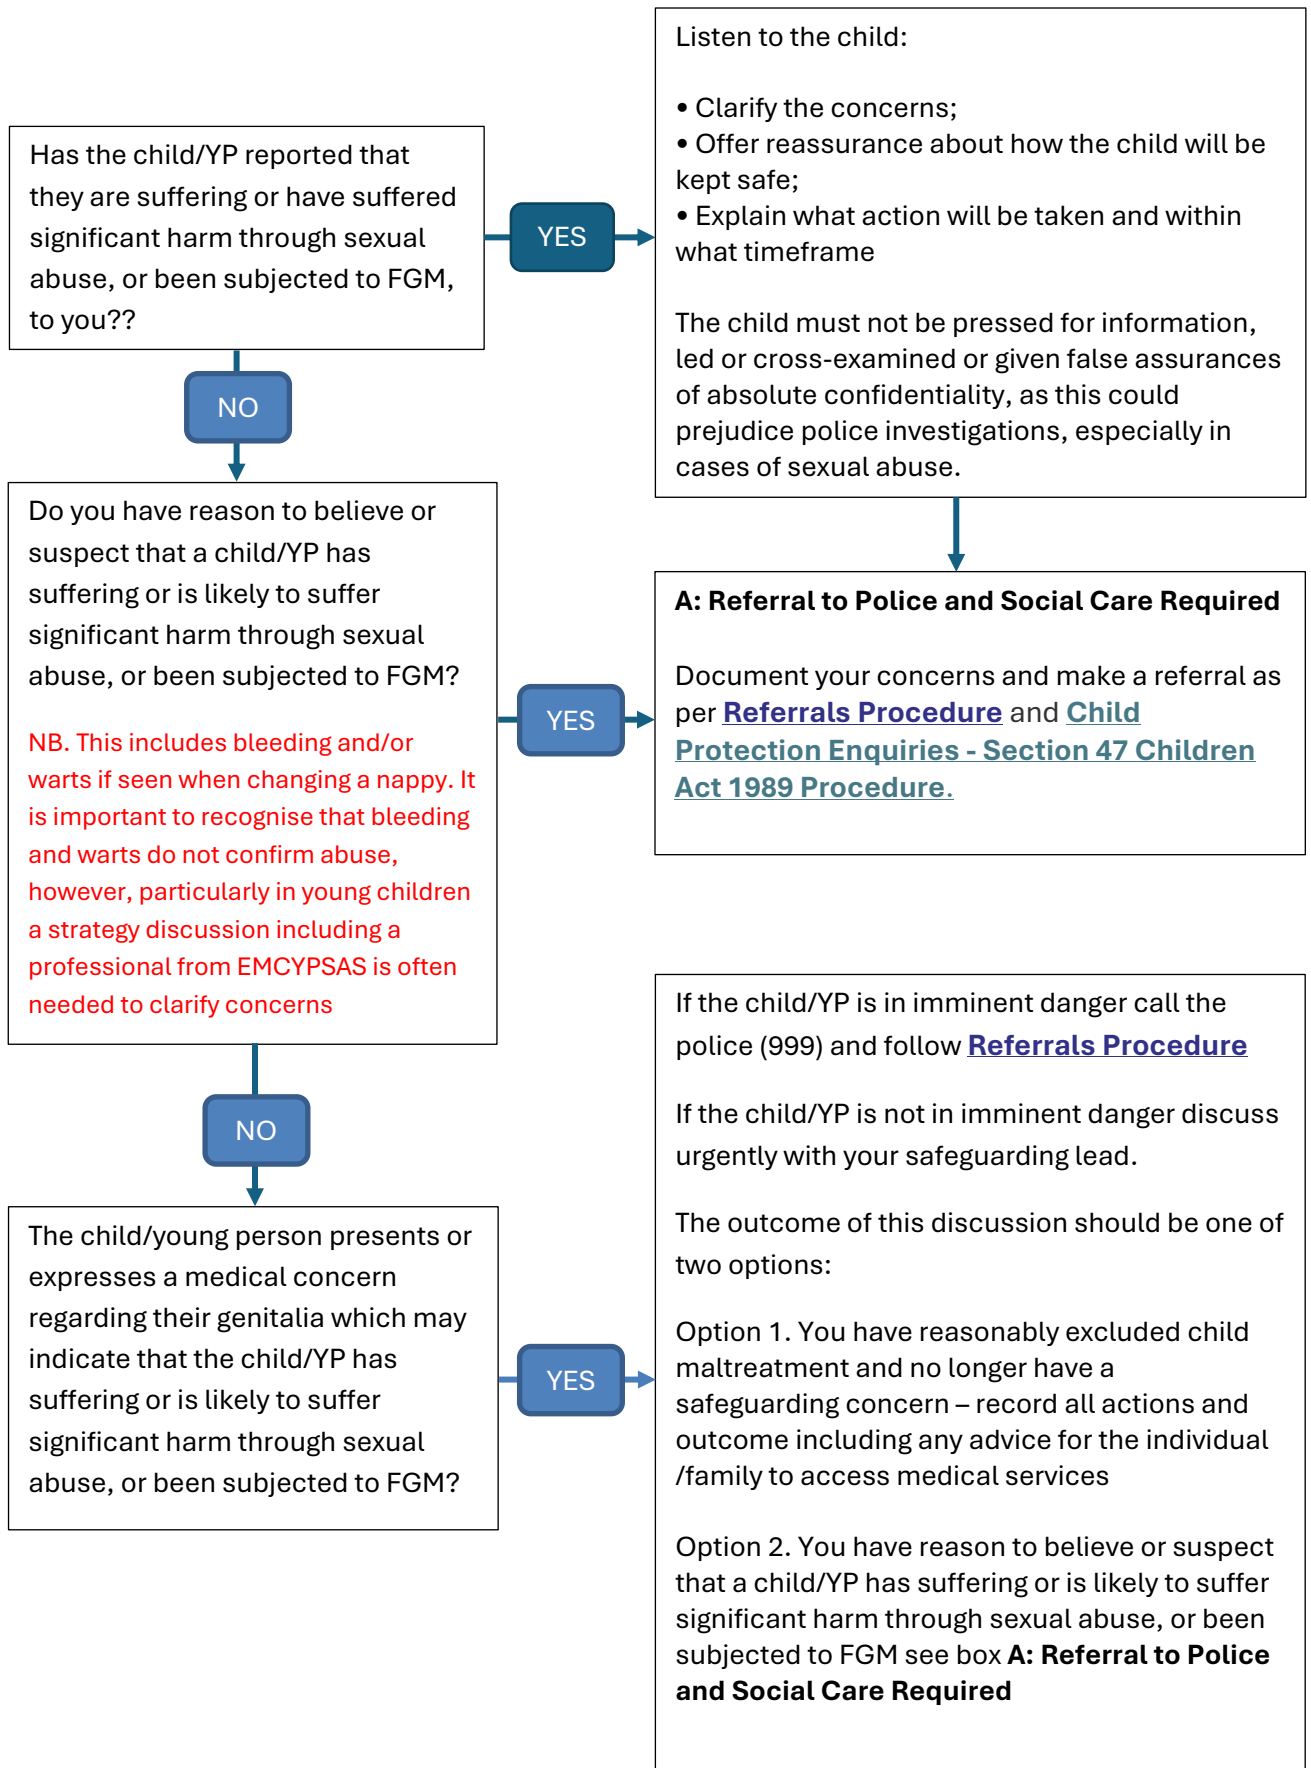 Has the child/YP reported that
they are suffering or have suffered
significant harm through sexual
abuse, or been subjected to FGM,
to you??
YES
Listen to the child:
• Clarify the concerns;
• Offer reassurance about how the child will be
kept safe;
• Explain what action will be taken and within
what timeframe
The child must not be pressed for information,
led or cross-examined or given false assurances
of absolute confidentiality, as this could
prejudice police investigations, especially in
cases of sexual abuse.
NO
Do you have reason to believe or
suspect that a child/YP has
suffering or is likely to suffer
significant harm through sexual
abuse, or been subjected to FGM?
NB. This includes bleeding and/or
warts if seen when changing a nappy. It
is important to recognise that bleeding
and warts do not confirm abuse,
however, particularly in young children
a strategy discussion including a
professional from EMCYPSAS is often
needed to clarify concerns
YES
A: Referral to Police and Social Care Required
Document your concerns and make a referral as
per Referrals Procedure and Child
Protection Enquiries - Section 47 Children
Act 1989 Procedure.
NO
The child/young person presents or
expresses a medical concern
regarding their genitalia which may
indicate that the child/YP has
suffering or is likely to suffer
significant harm through sexual
abuse, or been subjected to FGM?
YES
If the child/YP is in imminent danger call the
police (999) and follow Referrals Procedure
If the child/YP is not in imminent danger discuss
urgently with your safeguarding lead.
The outcome of this discussion should be one of
two options:
Option 1. You have reasonably excluded child
maltreatment and no longer have a
safeguarding concern – record all actions and
outcome including any advice for the individual
/family to access medical services
Option 2. You have reason to believe or suspect
that a child/YP has suffering or is likely to suffer
significant harm through sexual abuse, or been
subjected to FGM see box A: Referral to Police
and Social Care Required